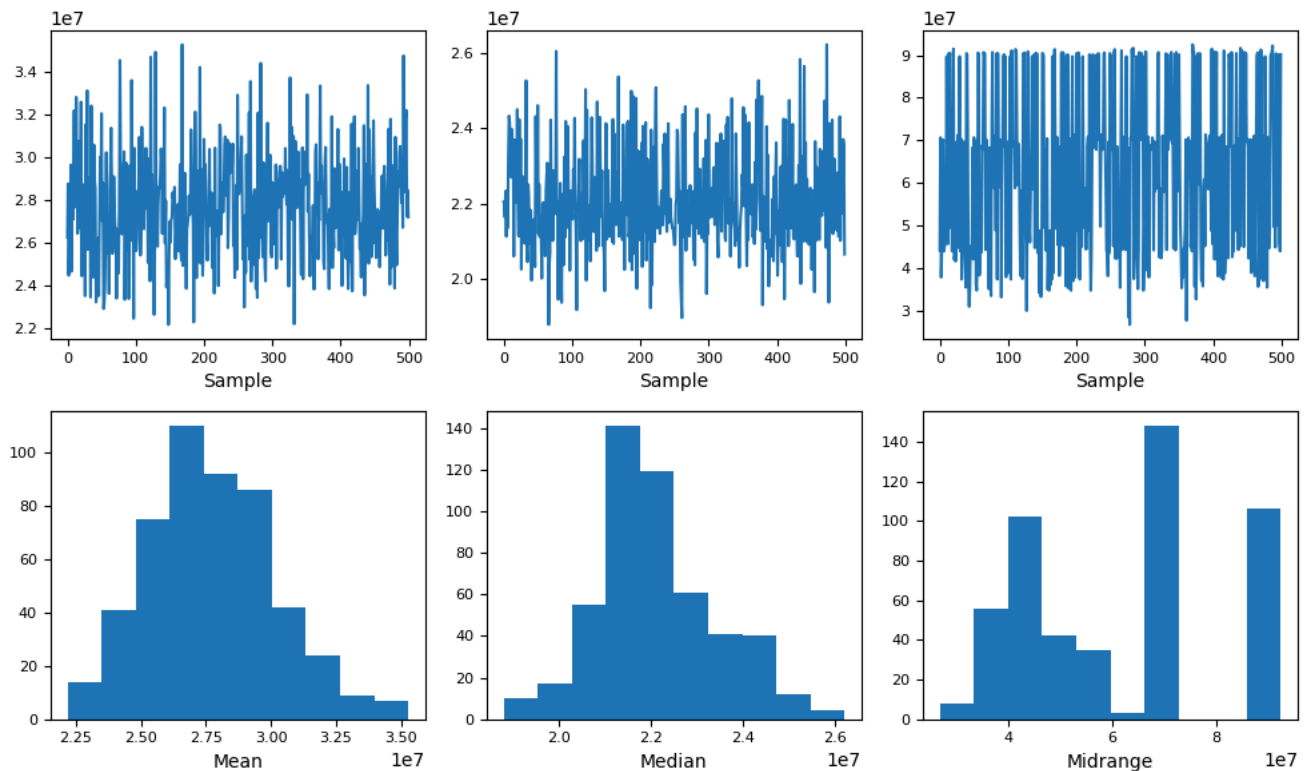 1e7 1e7 1e7
3.4 3.2 3.0 2.8 2.6 2.4 2.2
0 100 200 300 400 500
Sample
2.6 2.4 2.2 2.0
0 100 200 300 400 500
Sample
9 8 7 6 5 4 3
0 100 200 300 400 500
Sample
100 80 60 40 20 0
2.25 2.50 2.75 3.00 3.25 3.50
Mean 1e7
140 120 100 80 60 40 20 0
2.0 2.2 2.4 2.6
Median 1e7
140 120 100 80 60 40 20 0
4 6 8
Midrange 1e7